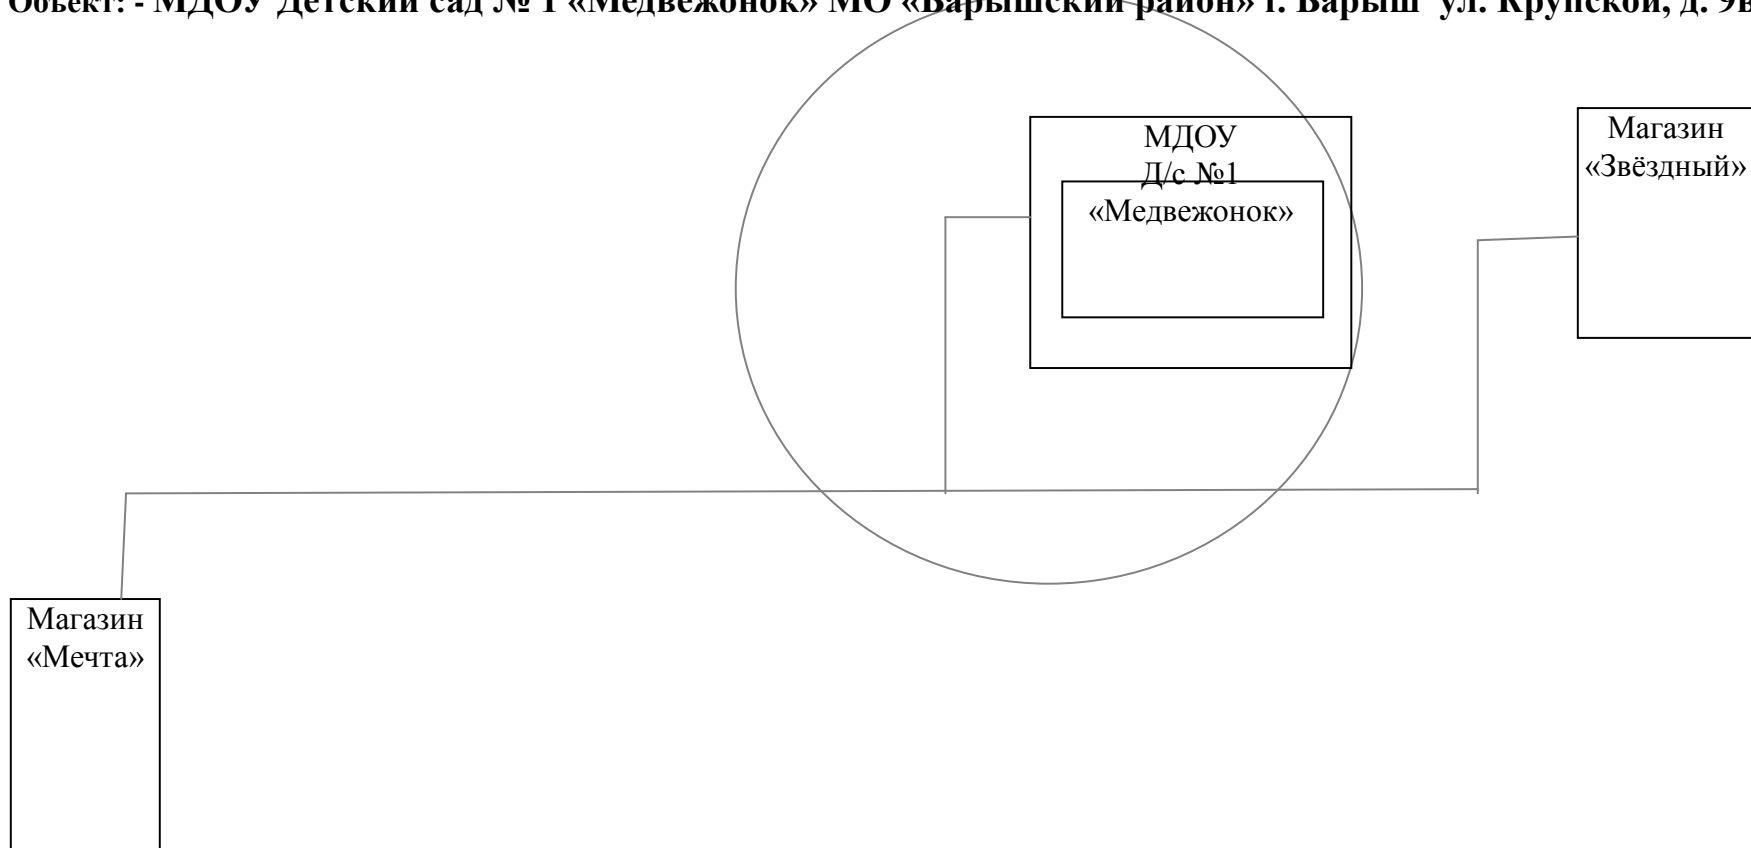 Объект: - МДОУ Детский сад № 1 «Медвежонок» МО «Барышский район» г. Барыш ул. Крупской, д. 9в
МДОУ
Д/с №1
«Медвежонок»
Магазин
«Звёздный»
Магазин
«Мечта»